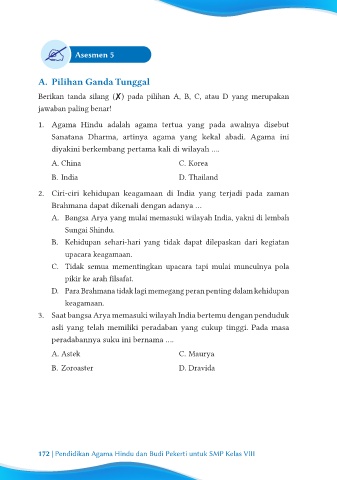 Asesmen 5
A. Pilihan Ganda Tunggal
Berikan tanda silang (✗) pada pilihan A, B, C, atau D yang merupakan
jawaban paling benar!
1. Agama Hindu adalah agama tertua yang pada awalnya disebut
Sanatana Dharma, artinya agama yang kekal abadi. Agama ini
diyakini berkembang pertama kali di wilayah ....
A. China C. Korea
B. India D. Thailand
2. Ciri-ciri kehidupan keagamaan di India yang terjadi pada zaman
Brahmana dapat dikenali dengan adanya ...
A. Bangsa Arya yang mulai memasuki wilayah India, yakni di lembah
Sungai Shindu.
B. Kehidupan sehari-hari yang tidak dapat dilepaskan dari kegiatan
upacara keagamaan.
C. Tidak semua mementingkan upacara tapi mulai munculnya pola
pikir ke arah filsafat.
D. Para Brahmana tidak lagi memegang peran penting dalam kehidupan
keagamaan.
3. Saat bangsa Arya memasuki wilayah India bertemu dengan penduduk
asli yang telah memiliki peradaban yang cukup tinggi. Pada masa
peradabannya suku ini bernama ....
A. Astek C. Maurya
B. Zoroaster D. Dravida
172 | Pendidikan Agama Hindu dan Budi Pekerti untuk SMP Kelas VIII